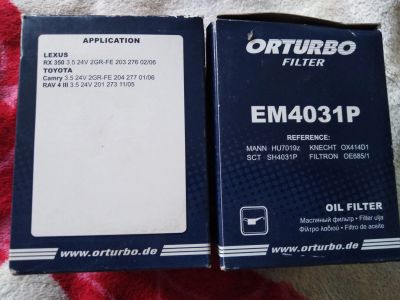 APPLICATION
LEXUS
RX 350 3.5 24V 2GR-FE 203 276 02/06
TOYOTA
Camry 3.5 24V 2GR-FE 204 277 01/06
RAV 4 III 3.5 24V 201 273 11/05
www.orturbo.de
ORTURBO
FILTER
EM4031P
REFERENCE:
MANN HU7019z KNECHT OX414D1
SCT SH4031P FILTRON OE685/1
OIL FILTER
Масляный фильтр • Filter ulja
Φίλτρο λαδιού • Filtro de aceite
www.orturbo.de